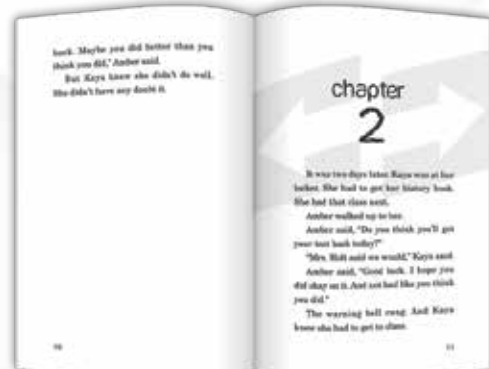 back. Maybe you did better than you
think you did," Amber said.
But Kaya knew she didn't do well.
She didn't have any doubt it.
10
chapter
2
It was two days later. Kaya was at her
locker. She had to get her history book.
She had that class next.
Amber walked up to her.
Amber said, "Do you think you'll get
your test back today?"
"Mrs. Holt said we would," Kaya said.
Amber said, "Good luck. I hope you
did okay on it. And not bad like you think
you did."
The warning bell rang. And Kaya
knew she had to get to class.
11